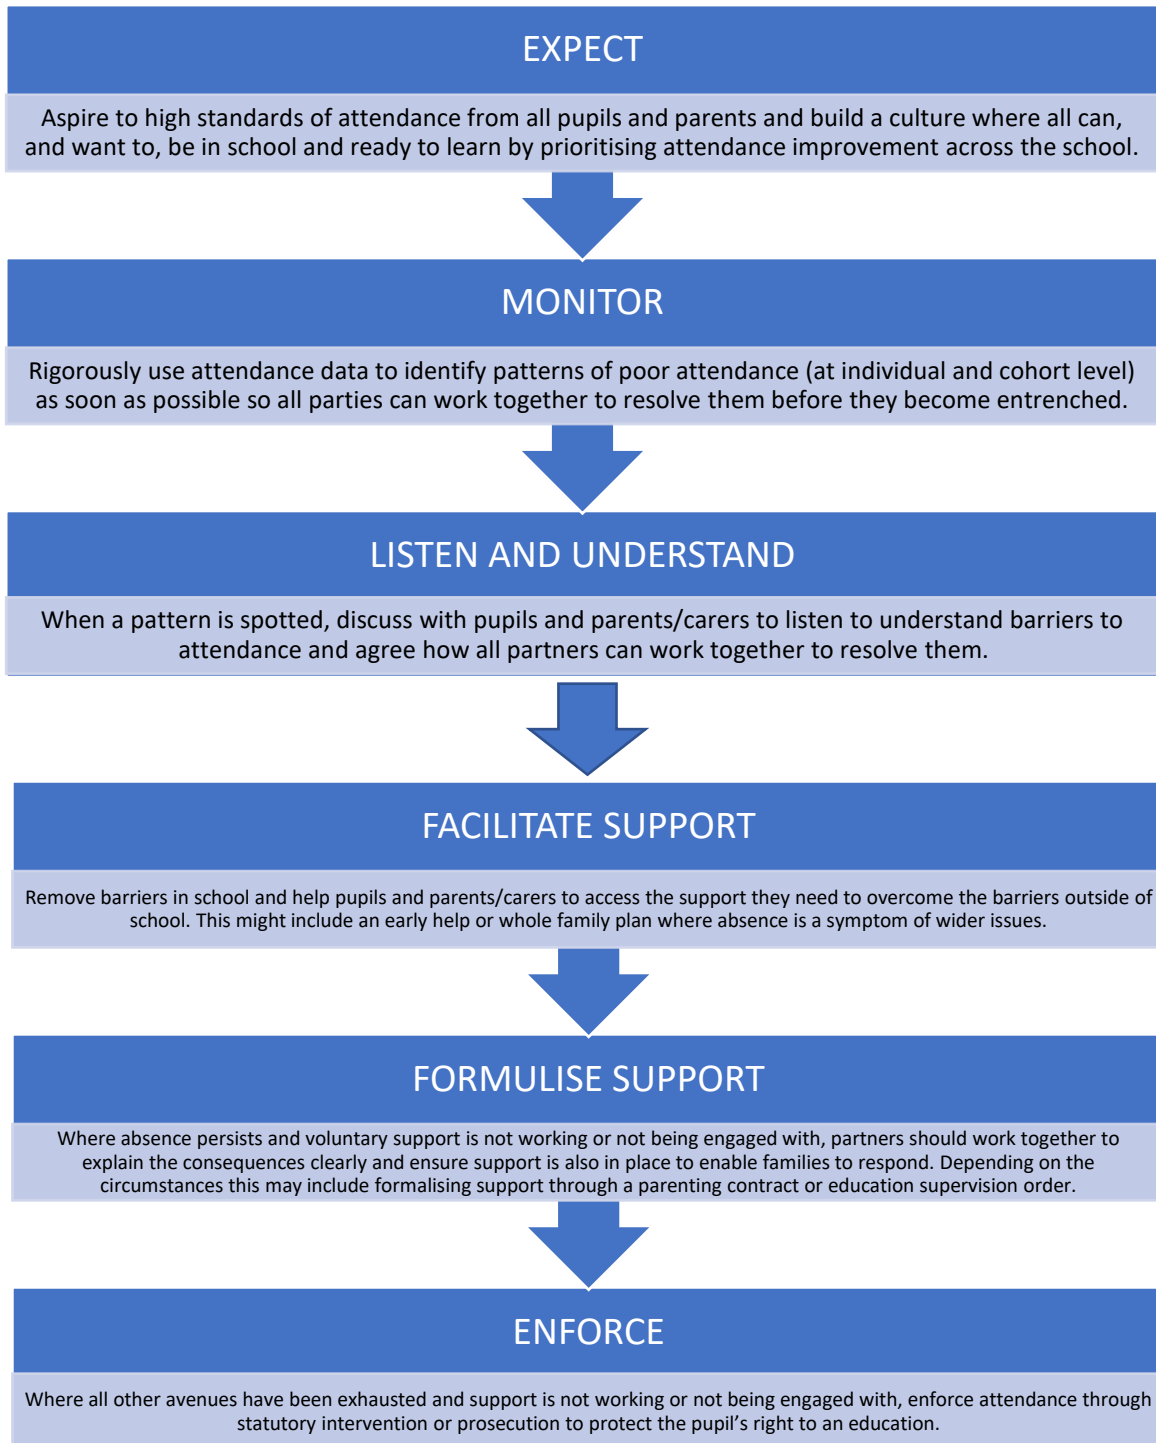 EXPECT
Aspire to high standards of attendance from all pupils and parents and build a culture where all can,
and want to, be in school and ready to learn by prioritising attendance improvement across the school.
MONITOR
Rigorously use attendance data to identify patterns of poor attendance (at individual and cohort level)
as soon as possible so all parties can work together to resolve them before they become entrenched.
LISTEN AND UNDERSTAND
When a pattern is spotted, discuss with pupils and parents/carers to listen to understand barriers to
attendance and agree how all partners can work together to resolve them.
FACILITATE SUPPORT
Remove barriers in school and help pupils and parents/carers to access the support they need to overcome the barriers outside of
school. This might include an early help or whole family plan where absence is a symptom of wider issues.
FORMULISE SUPPORT
Where absence persists and voluntary support is not working or not being engaged with, partners should work together to
explain the consequences clearly and ensure support is also in place to enable families to respond. Depending on the
circumstances this may include formalising support through a parenting contract or education supervision order.
ENFORCE
Where all other avenues have been exhausted and support is not working or not being engaged with, enforce attendance through
statutory intervention or prosecution to protect the pupil's right to an education.